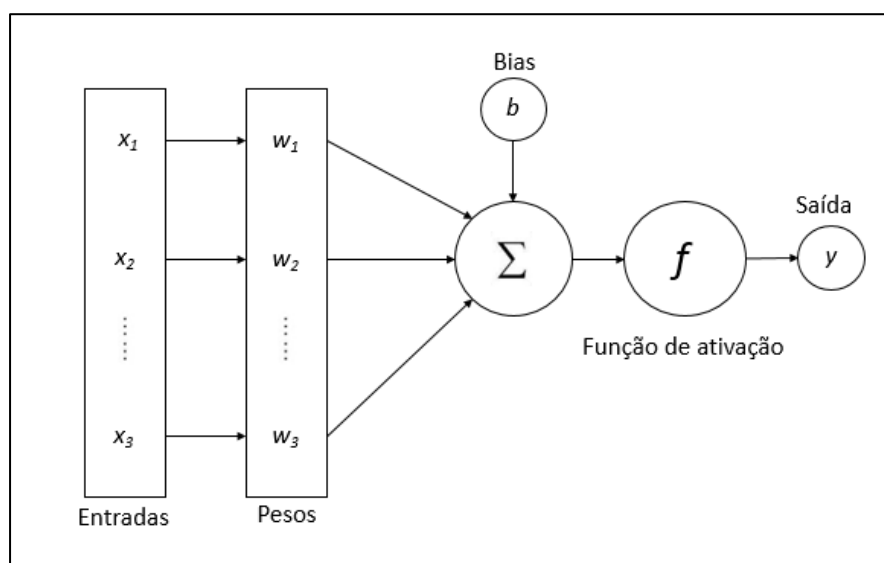 Bias
b
x₁
w₁
Saída
x₂
w₂
∑
f
y
Função de ativação
x₃
w₃
Entradas
Pesos